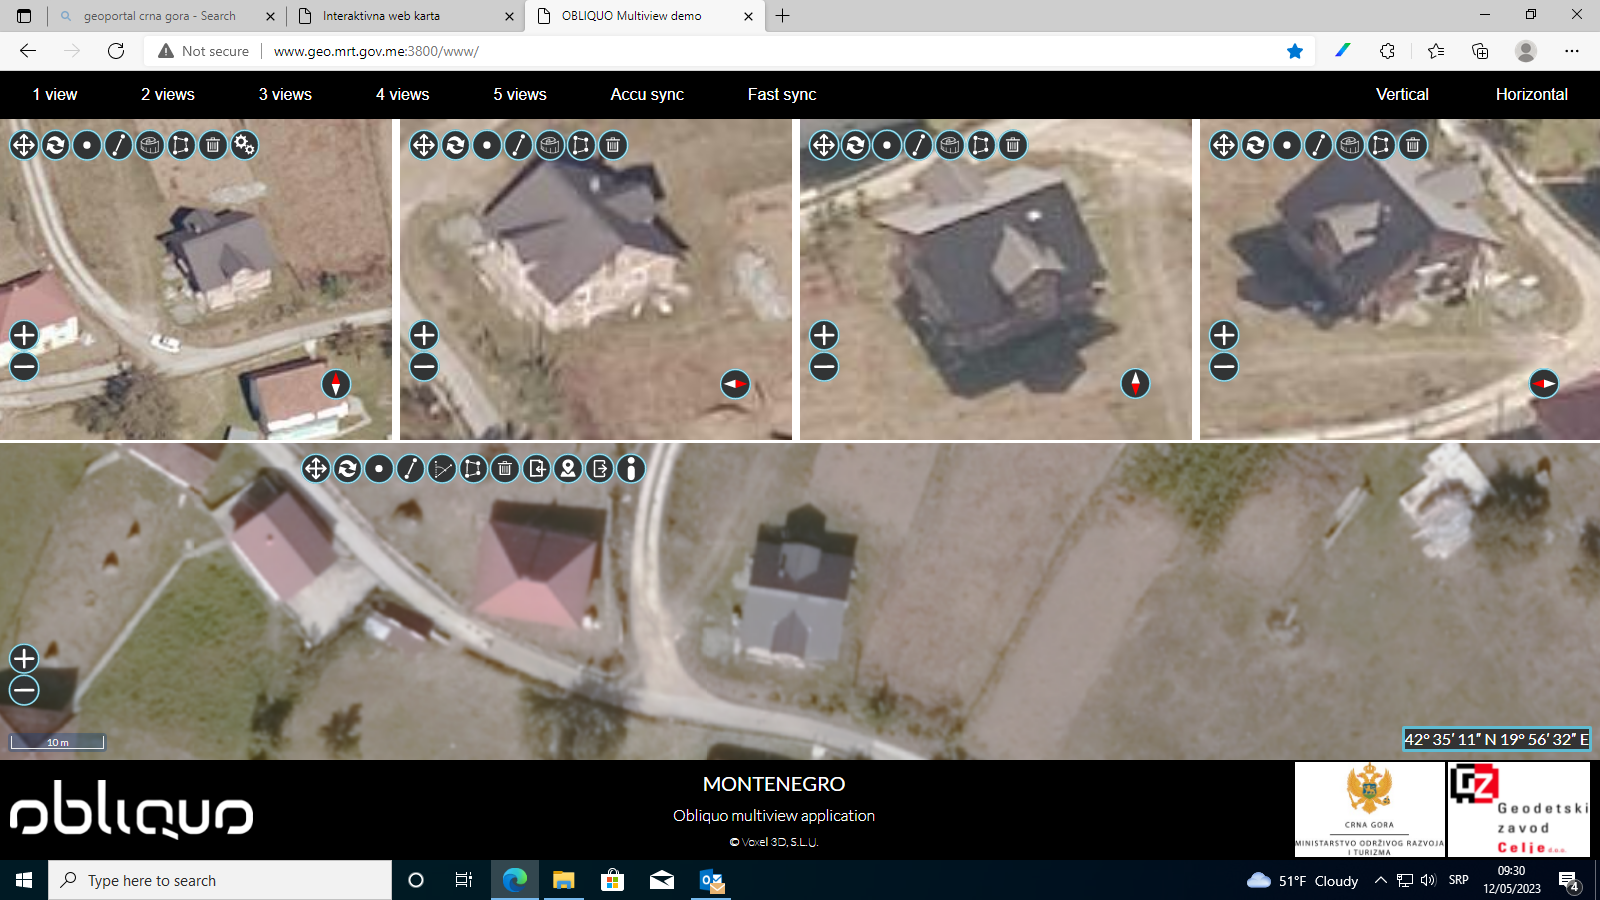 geoportal crna gora - Search
Interaktivna web karta
OBLIQUO Multiview demo
Not secure
www.geo.mrt.gov.me:3800/www/
1 view
2 views
3 views
4 views
5 views
Accu sync
Fast sync
Vertical
Horizontal
10 m
42° 35′ 11″ N 19° 56′ 32″ E
obliquo
MONTENEGRO
Obliquo multiview application
© Voxel 3D, S.L.U.
CRNA GORA
MINISTARSTVO ODRŽIVOG RAZVOJA
I TURIZMA
GZ
Geodetski
zavod
Celje d.o.o.
Type here to search
51°F Cloudy
SRP
09:30
12/05/2023
4